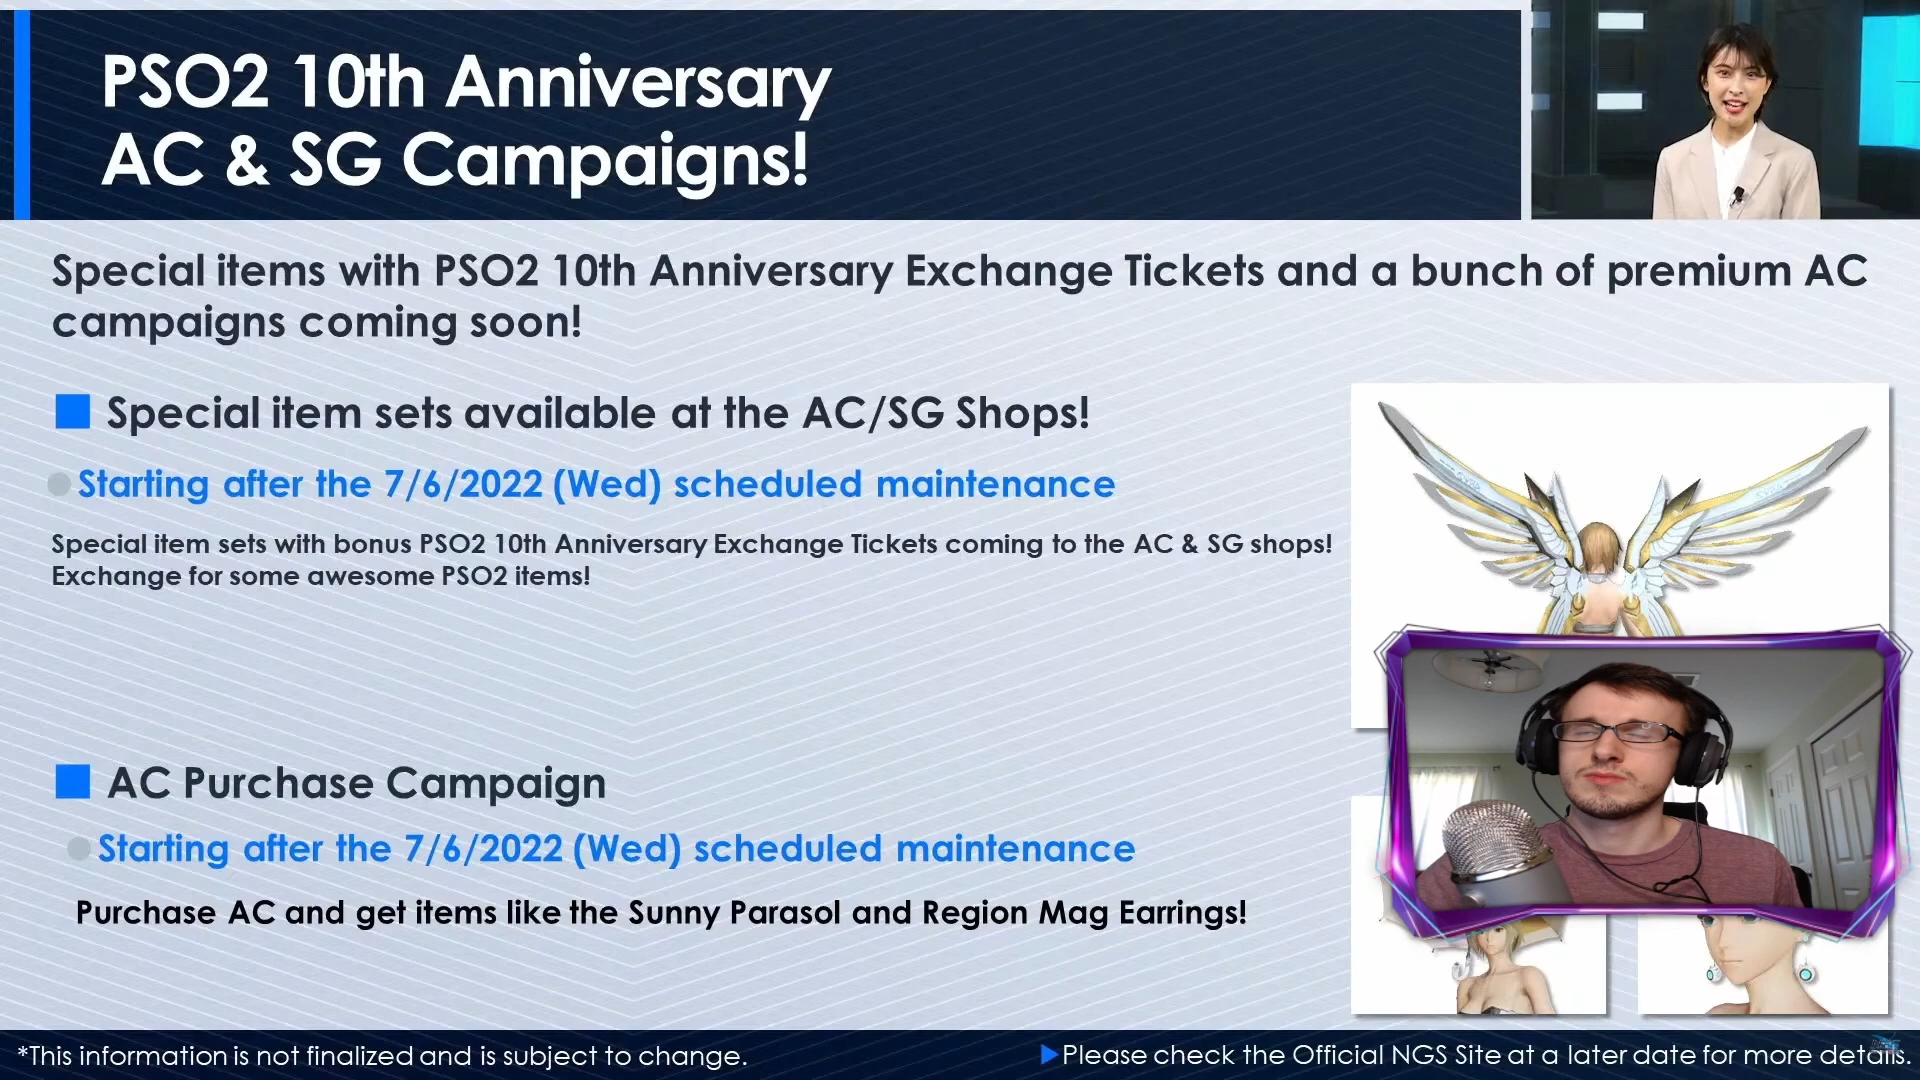 PSO2 10th Anniversary
AC & SG Campaigns!
Special items with PSO2 10th Anniversary Exchange Tickets and a bunch of premium AC
campaigns coming soon!
Special item sets available at the AC/SG Shops!
Starting after the 7/6/2022 (Wed) scheduled maintenance
Special item sets with bonus PSO2 10th Anniversary Exchange Tickets coming to the AC & SG shops!
Exchange for some awesome PSO2 items!
AC Purchase Campaign
Starting after the 7/6/2022 (Wed) scheduled maintenance
Purchase AC and get items like the Sunny Parasol and Region Mag Earrings!
*This information is not finalized and is subject to change.
Please check the Official NGS Site at a later date for more details.